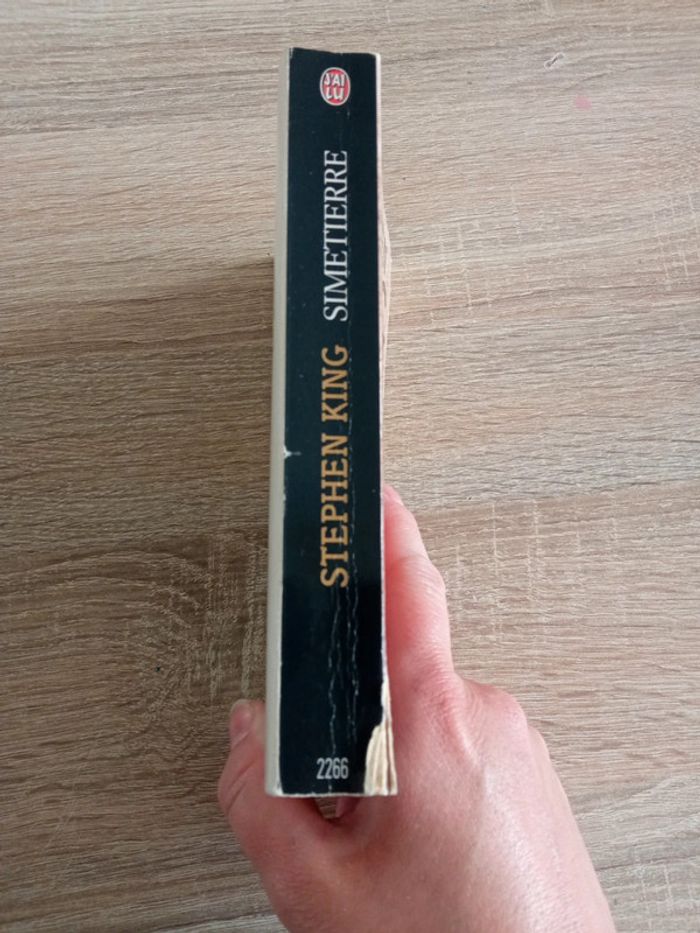 J'AI
LU
STEPHEN KING SIMETIERRE
2266